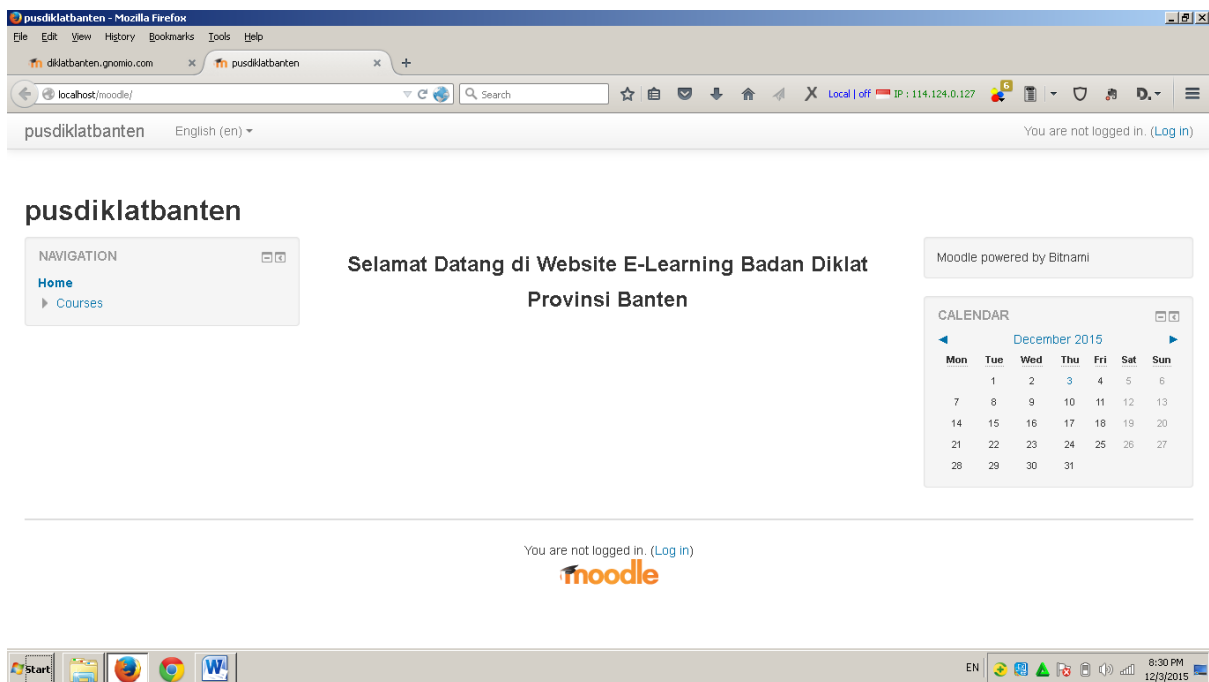 pusdiklatbanten - Mozilla Firefox
File Edit View History Bookmarks Tools Help
diklatbanten.gnomio.com
pusdiklatbanten
localhost/moodle/
Search
Local | off IP : 114.124.0.127
6
pusdiklatbanten
English (en)
You are not logged in. (Log in)
pusdiklatbanten
NAVIGATION
Home
Courses
Selamat Datang di Website E-Learning Badan Diklat
Provinsi Banten
Moodle powered by Bitnami
CALENDAR
December 2015
Mon Tue Wed Thu Fri Sat Sun
1 2 3 4 5 6
7 8 9 10 11 12 13
14 15 16 17 18 19 20
21 22 23 24 25 26 27
28 29 30 31
You are not logged in. (Log in)
moodle
Start
EN
8:30 PM
12/3/2015